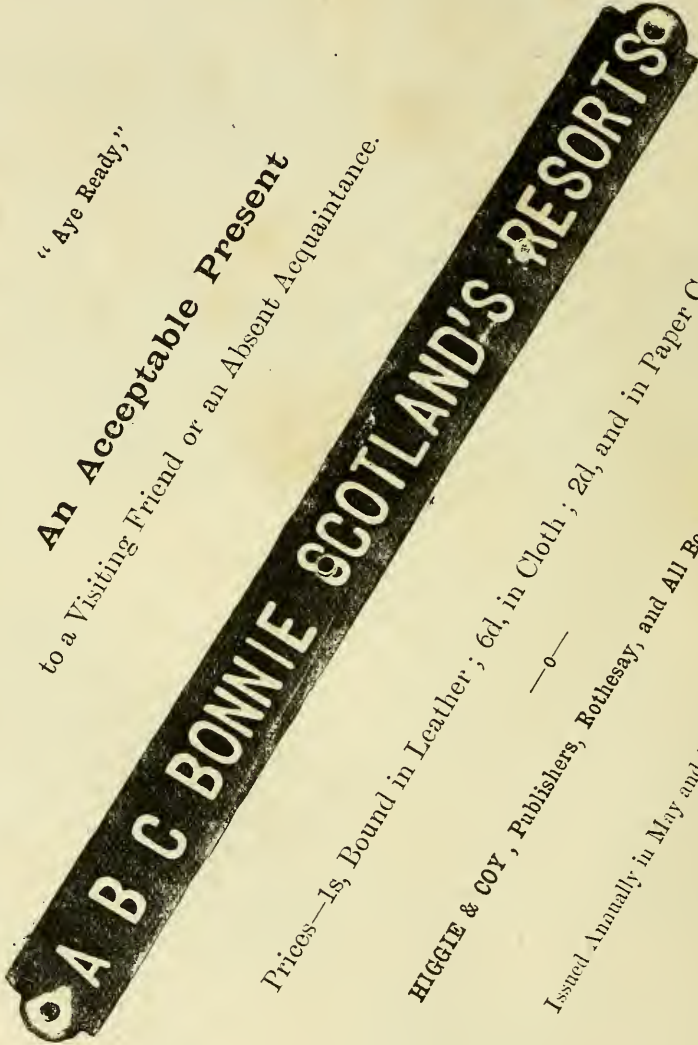 “ Aye Ready,”
An Acceptable Present
to a Visiting Friend or an Absent Acquaintance.
A B C BONNIE SCOTLAND'S RESORTS
Prices—1s, Bound in Leather ; 6d, in Cloth ; 2d, and in Paper C
—o—
HIGGIE & COY , Publishers, Rothesay, and All Bo
Issued Annually in May and